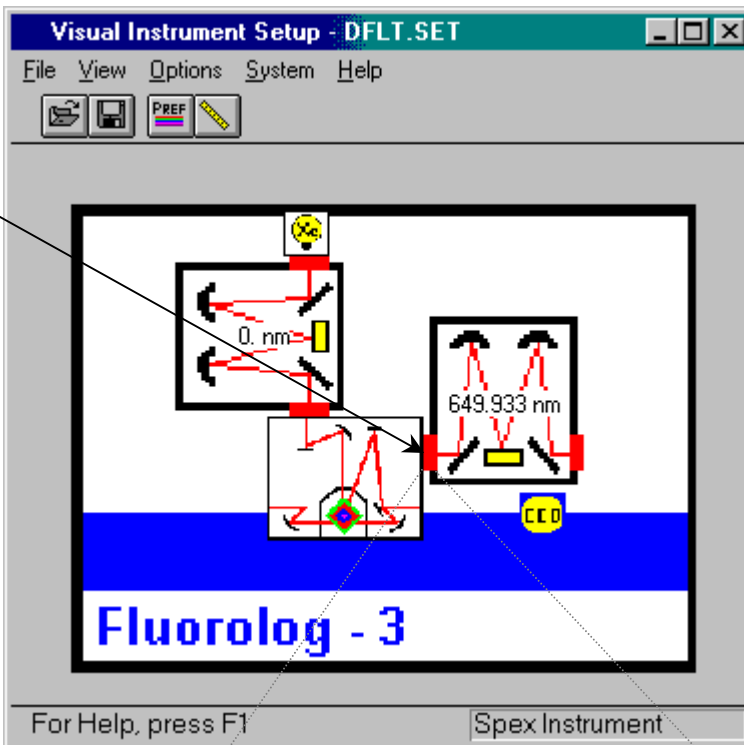 Visual Instrument Setup - DFLT.SET
File View Options System Help
PREF
Xe
0. nm
649.933 nm
CCD
Fluorolog - 3
For Help, press F1
Spex Instrument